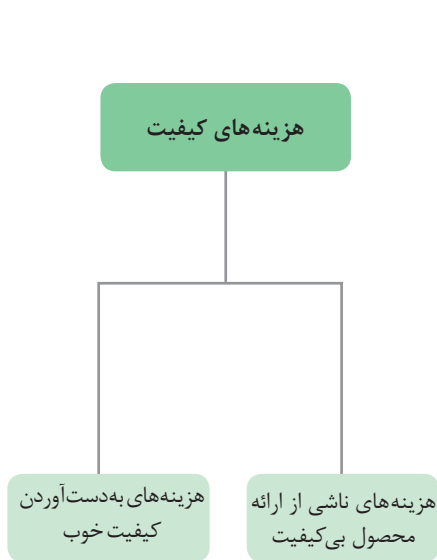 هزینه‌های کیفیت
هزینه‌های ناشی از ارائه
محصول بی‌کیفیت
هزینه‌های به‌دست‌آوردن
کیفیت خوب